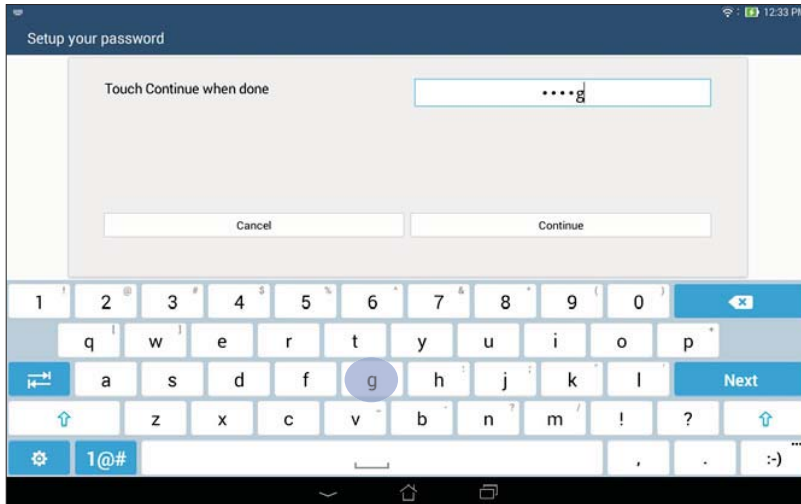 12:33 PM
Setup your password
Touch Continue when done
••••g
Cancel Continue
1 ! 2 @ 3 # 4 $ 5 % 6 ^ 7 & 8 * 9 ( 0 )
q [ w ] e r t y u i o p "
a s d f g h : j ; k l Next
z x c v - b n ? m / ! ?
1@# , . :-)